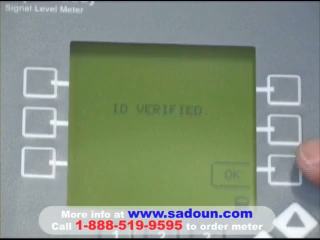 Signal Level Meter
ID VERIFIED.
OK
More info at www.sadoun.com
Call 1-888-519-9595 to order meter